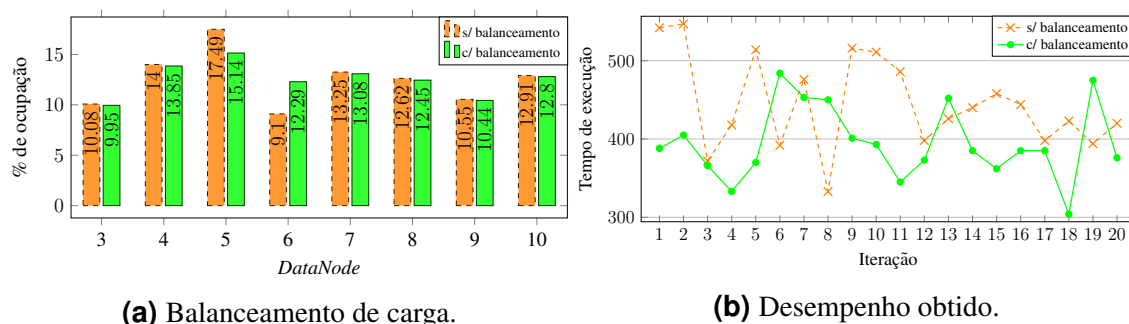 s/ balanceamento
c/ balanceamento
% de ocupação
15
10
5
0
10.08
9.95
14
13.85
17.49
15.14
9.1
12.29
13.25
13.08
12.62
12.45
10.55
10.44
12.91
12.8
3 4 5 6 7 8 9 10
DataNode
(a) Balanceamento de carga.
s/ balanceamento
c/ balanceamento
Tempo de execução
500
400
300
1 2 3 4 5 6 7 8 9 10 11 12 13 14 15 16 17 18 19 20
Iteração
(b) Desempenho obtido.